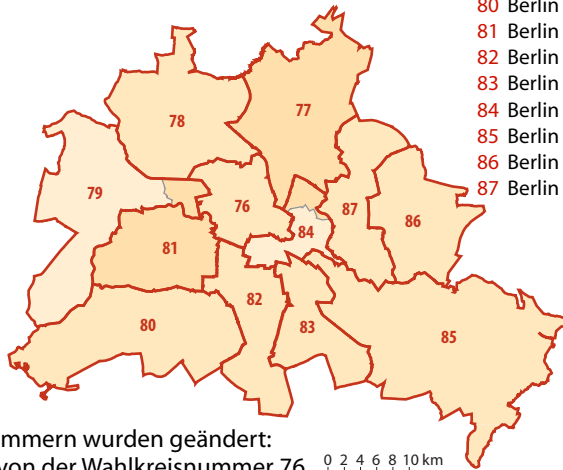 80 Berlin
81 Berlin
82 Berlin
83 Berlin
84 Berlin
85 Berlin
86 Berlin
87 Berlin
77
78
79
76
87
86
84
81
82
80
83
85
ummern wurden geändert:
von der Wahlkreisnummer 76
0 2 4 6 8 10 km